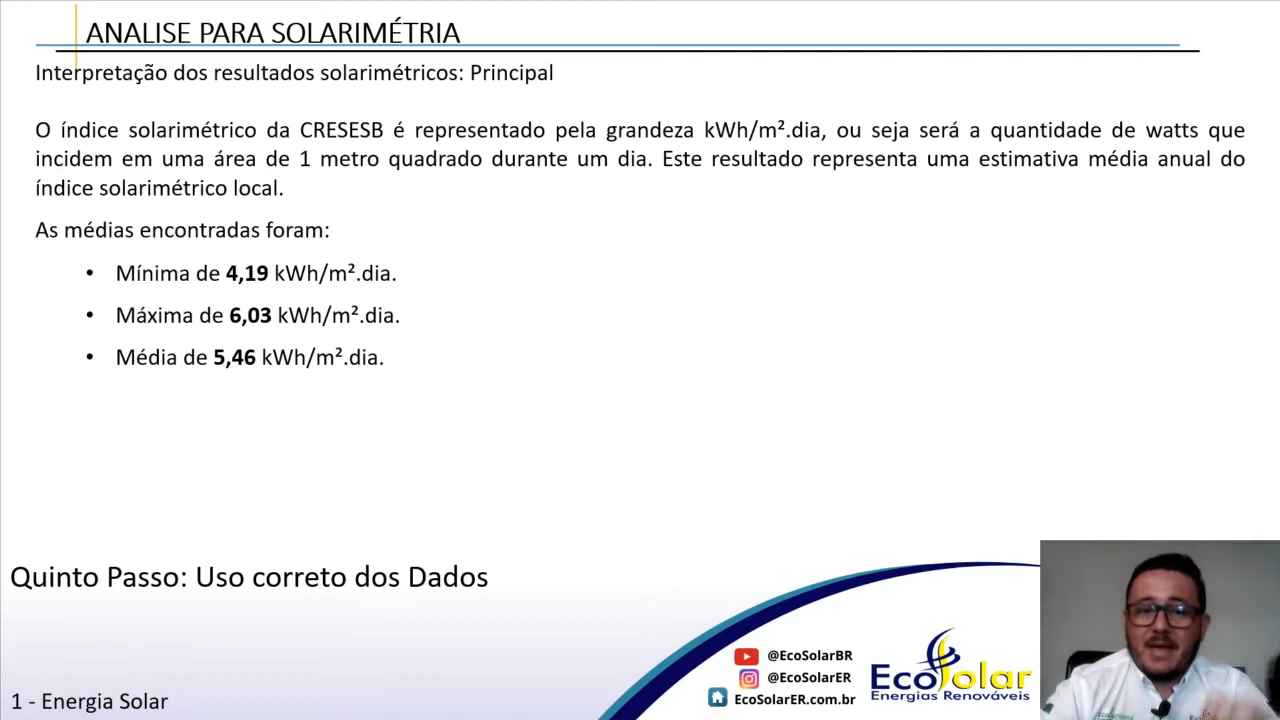 ANALISE PARA SOLARIMÉTRIA
Interpretação dos resultados solarimétricos: Principal
O índice solarimétrico da CRESESB é representado pela grandeza kWh/m².dia, ou seja será a quantidade de watts que
incidem em uma área de 1 metro quadrado durante um dia. Este resultado representa uma estimativa média anual do
índice solarimétrico local.
As médias encontradas foram:
• Mínima de 4,19 kWh/m².dia.
• Máxima de 6,03 kWh/m².dia.
• Média de 5,46 kWh/m².dia.
Quinto Passo: Uso correto dos Dados
@EcoSolarBR
@EcoSolarER
EcoSolarER.com.br
EcoSolar
Energias Renováveis
1 - Energia Solar